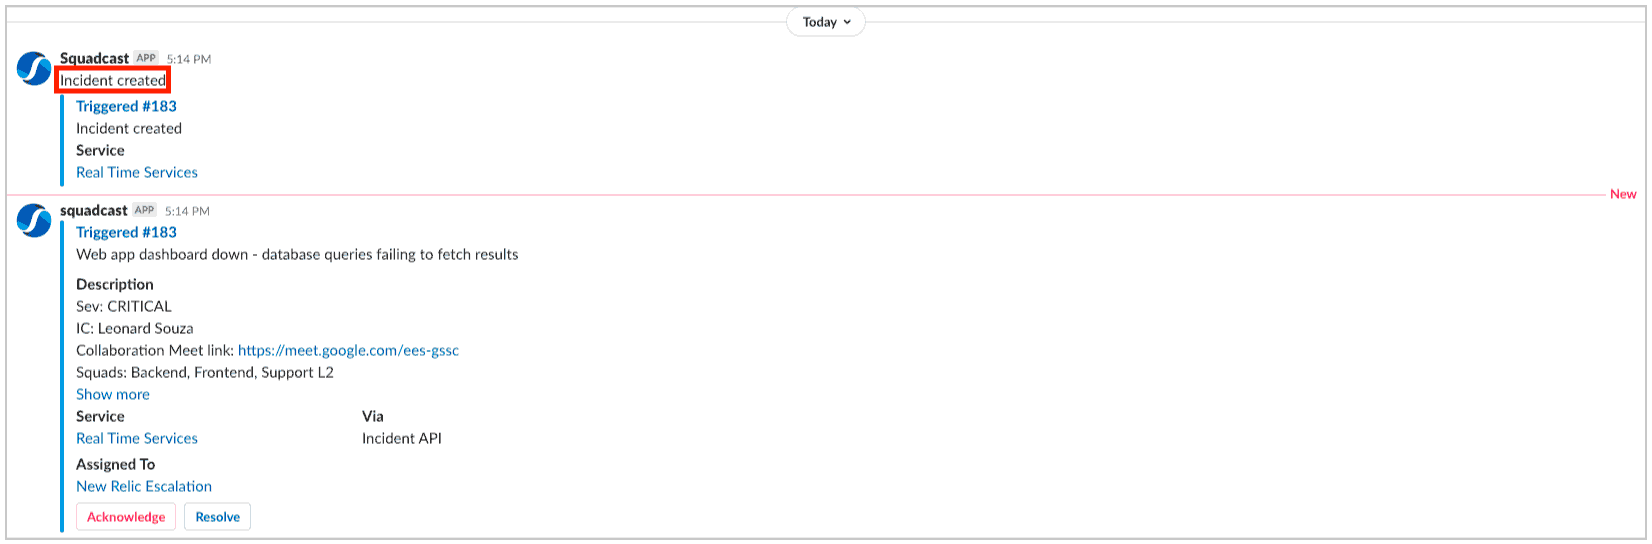 Today
Squadcast APP 5:14 PM
Incident created
Triggered #183
Incident created
Service
Real Time Services
New
squadcast APP 5:14 PM
Triggered #183
Web app dashboard down - database queries failing to fetch results
Description
Sev: CRITICAL
IC: Leonard Souza
Collaboration Meet link: https://meet.google.com/ees-gssc
Squads: Backend, Frontend, Support L2
Show more
Service Via
Real Time Services Incident API
Assigned To
New Relic Escalation
Acknowledge Resolve